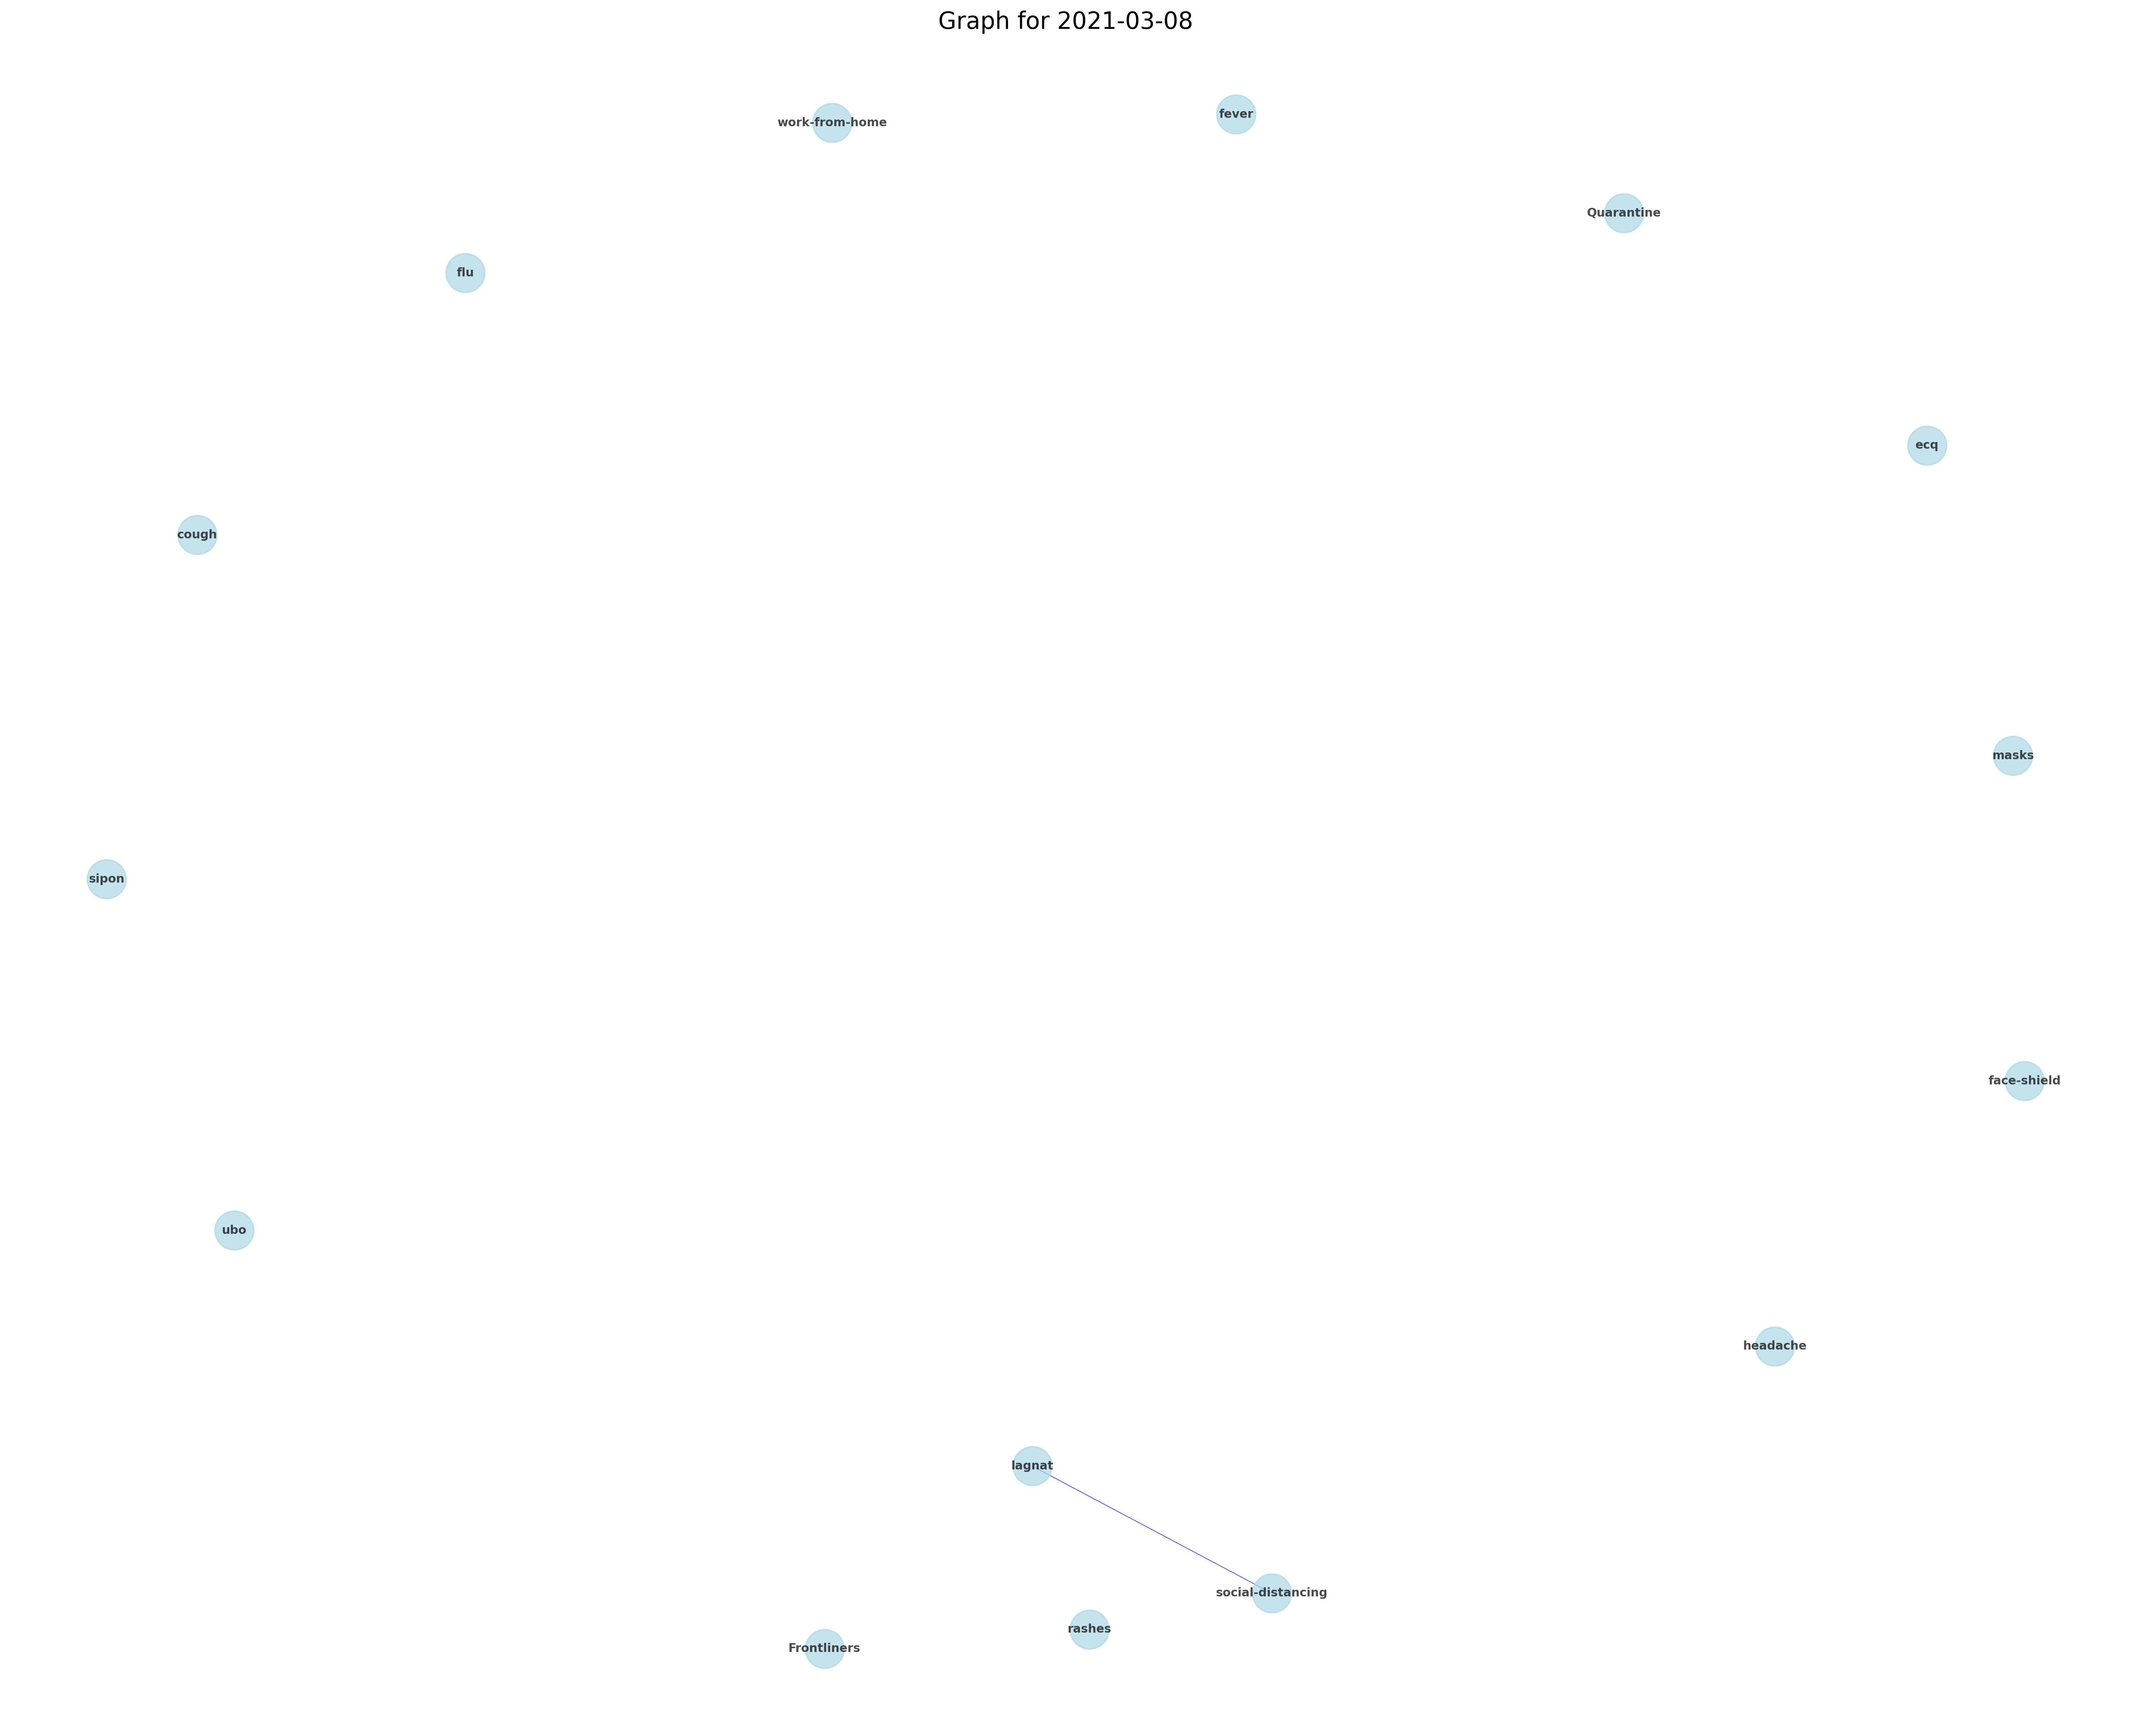 Graph for 2021-03-08
fever
work-from-home
Quarantine
flu
ecq
cough
masks
sipon
face-shield
ubo
headache
lagnat
social-distancing
rashes
Frontliners